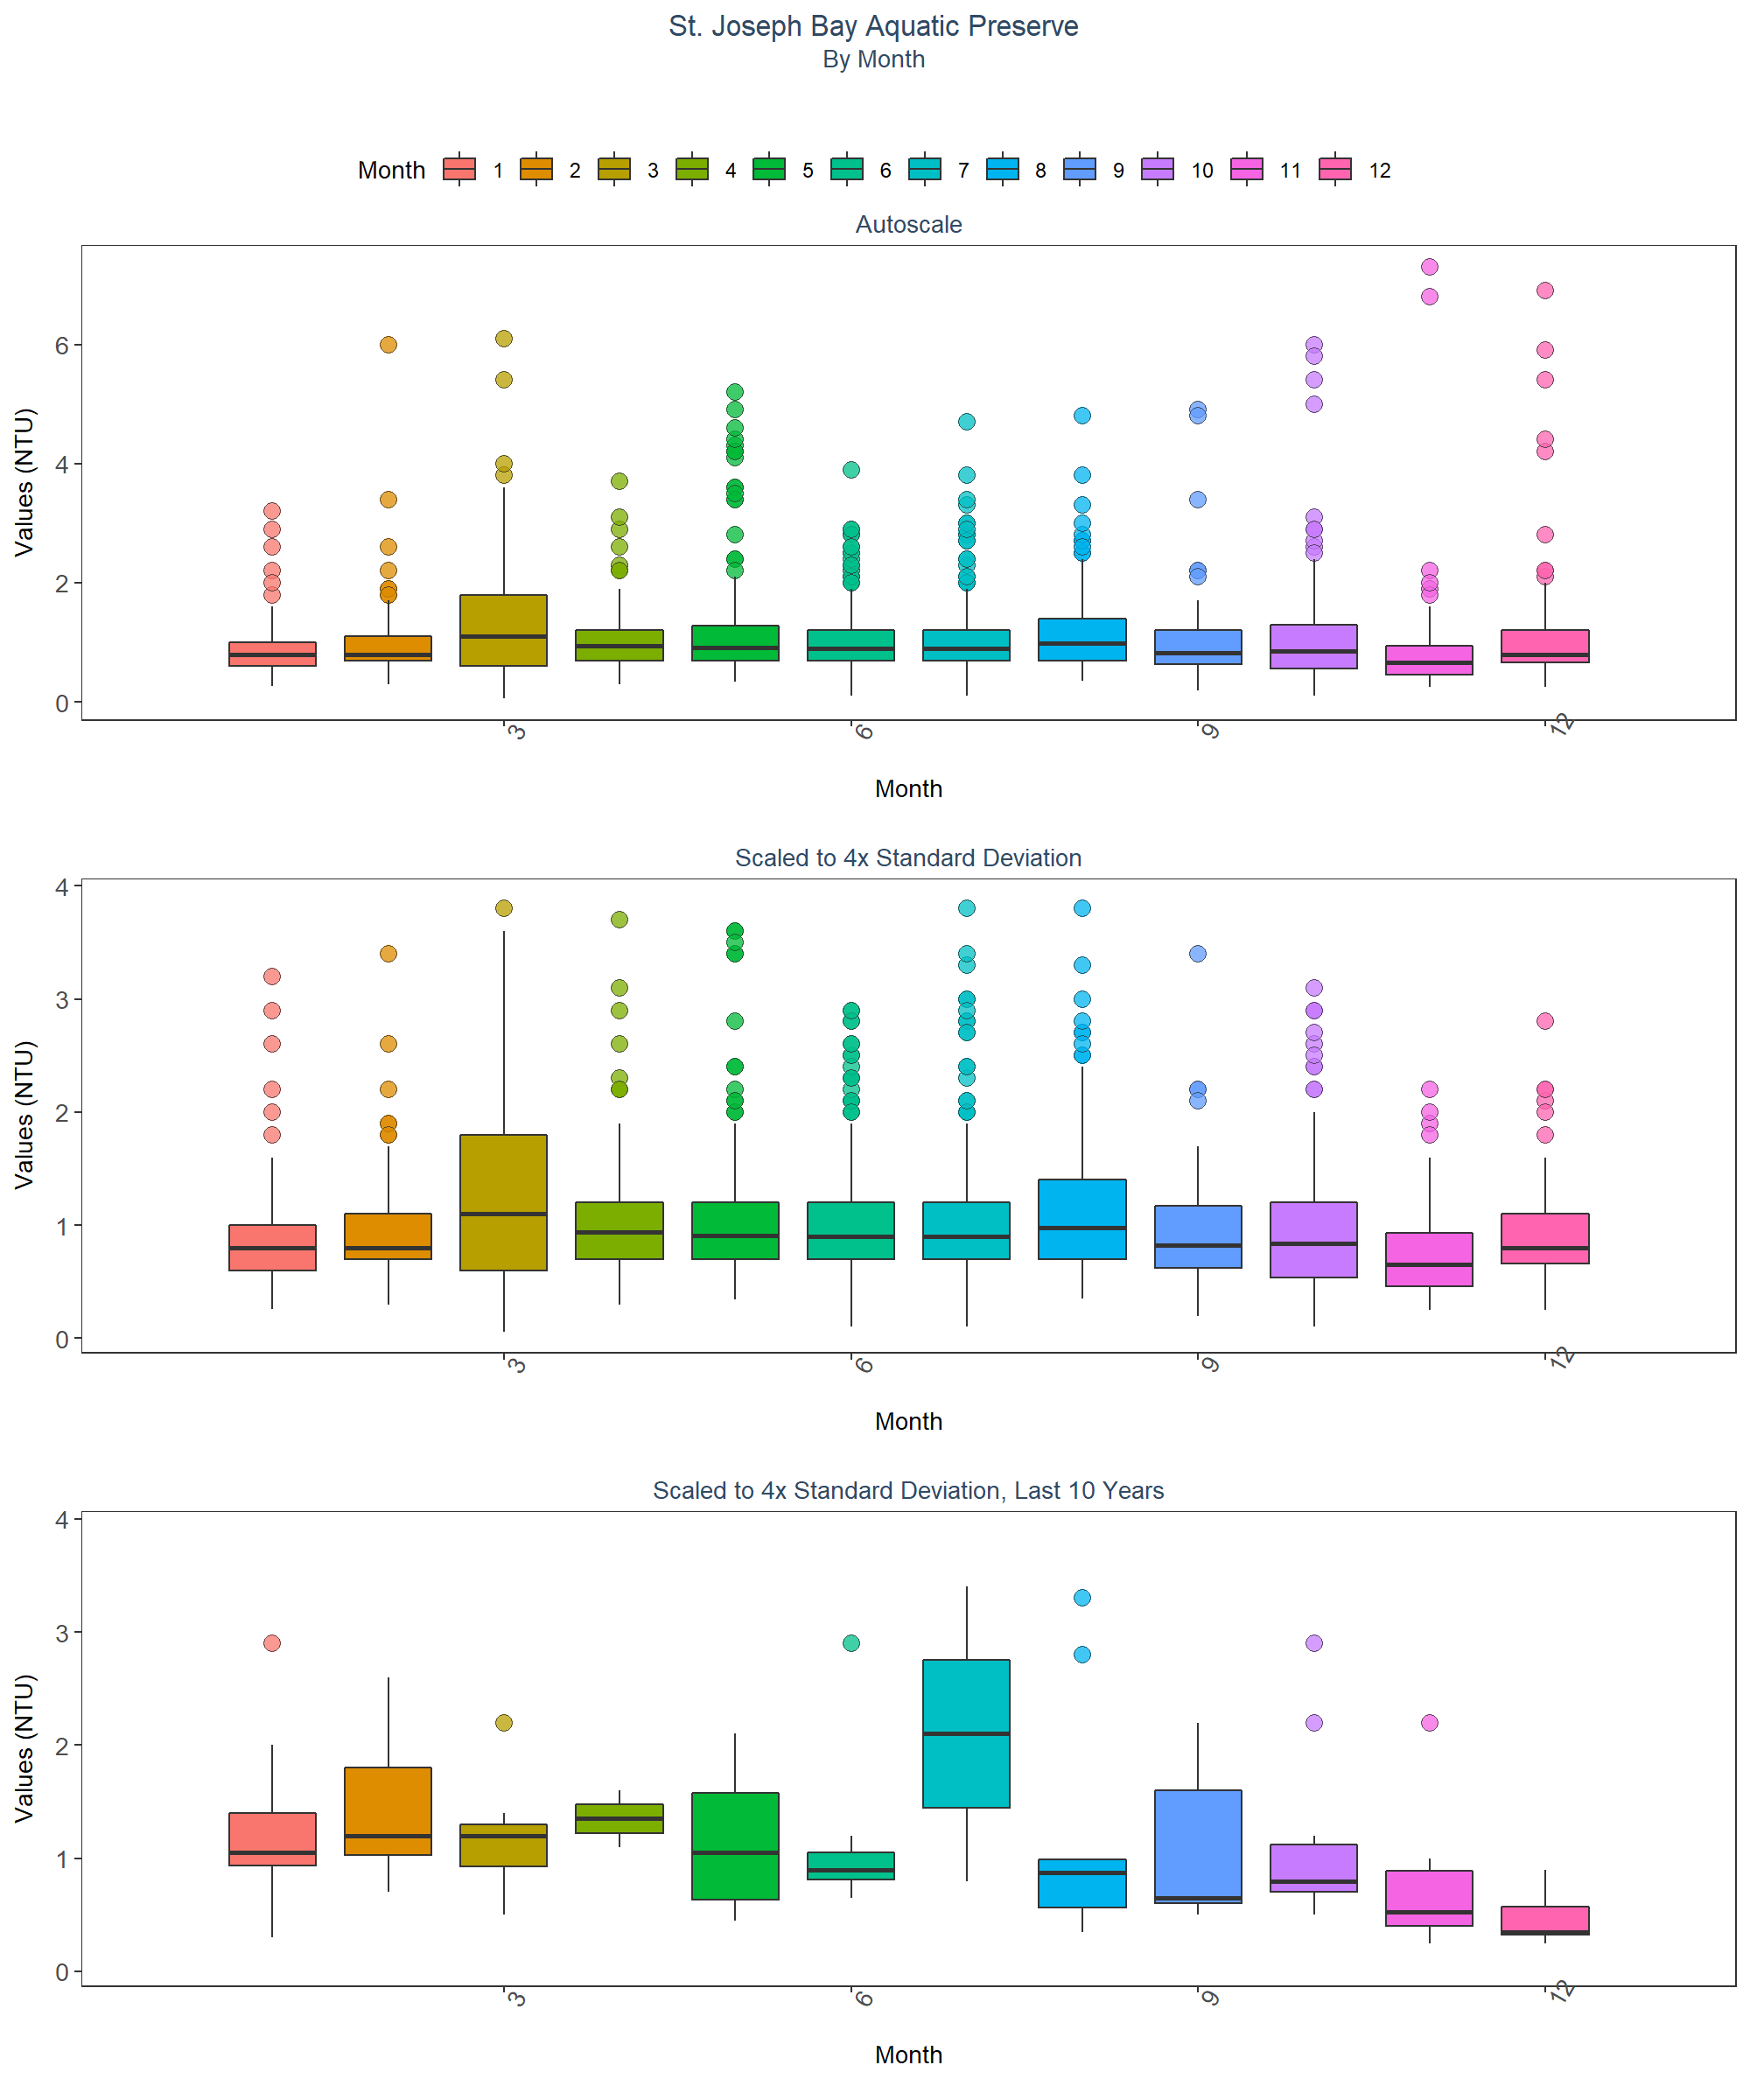 St. Joseph Bay Aquatic Preserve
By Month
Month 1 2 3 4 5 6 7 8 9 10 11 12
Autoscale
Values (NTU)
6
4
2
0
3 6 9 12
Month
Scaled to 4x Standard Deviation
Values (NTU)
4
3
2
1
0
3 6 9 12
Month
Scaled to 4x Standard Deviation, Last 10 Years
Values (NTU)
4
3
2
1
0
3 6 9 12
Month